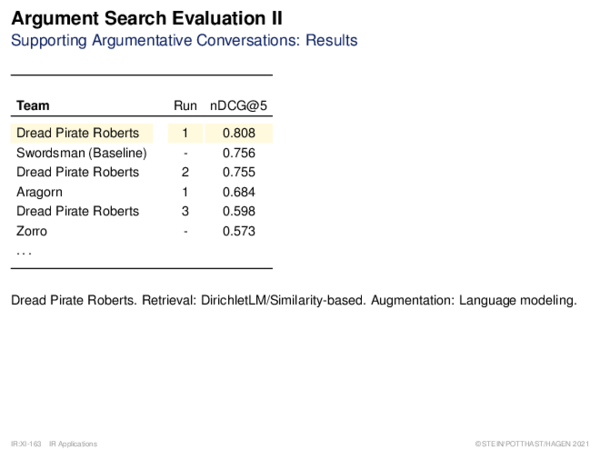 Argument Search Evaluation II
Supporting Argumentative Conversations: Results
Team Run nDCG@5
Dread Pirate Roberts 1 0.808
Swordsman (Baseline) - 0.756
Dread Pirate Roberts 2 0.755
Aragorn 1 0.684
Dread Pirate Roberts 3 0.598
Zorro - 0.573
...
Dread Pirate Roberts. Retrieval: DirichletLM/Similarity-based. Augmentation: Language modeling.
IR:XI-163 IR Applications
©STEIN/POTTHAST/HAGEN 2021